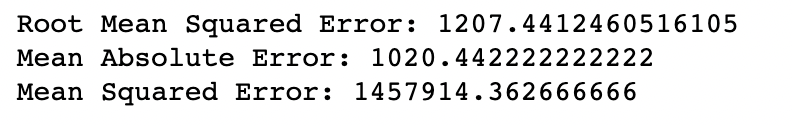 Root Mean Squared Error: 1207.4412460516105
Mean Absolute Error: 1020.442222222222
Mean Squared Error: 1457914.362666666